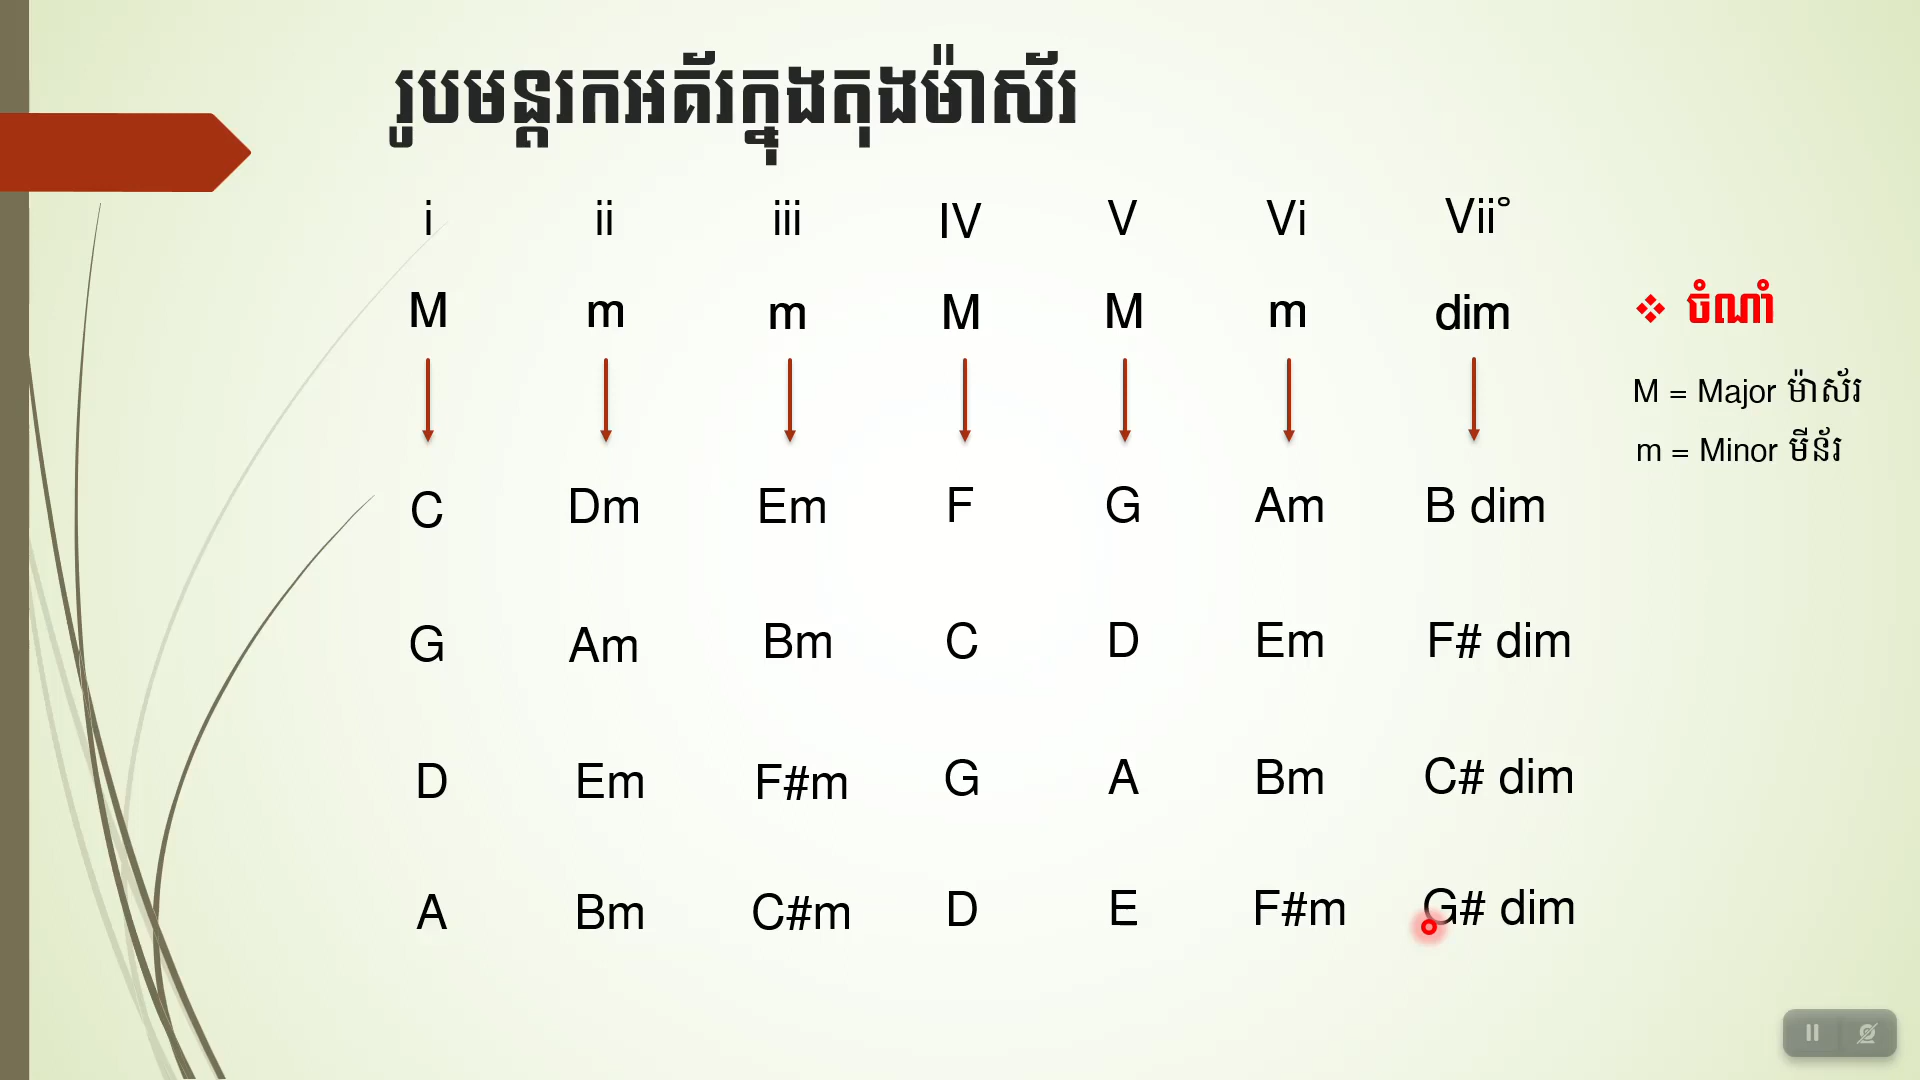 រូបមន្តរកអគ័រក្នុងតុងម៉ាស័រ
i ii iii IV V Vi Vii°
M m m M M m dim
❖ ចំណាំ
M = Major ម៉ាស័រ
m = Minor មីន័រ
C Dm Em F G Am B dim
G Am Bm C D Em F# dim
D Em F#m G A Bm C# dim
A Bm C#m D E F#m G# dim